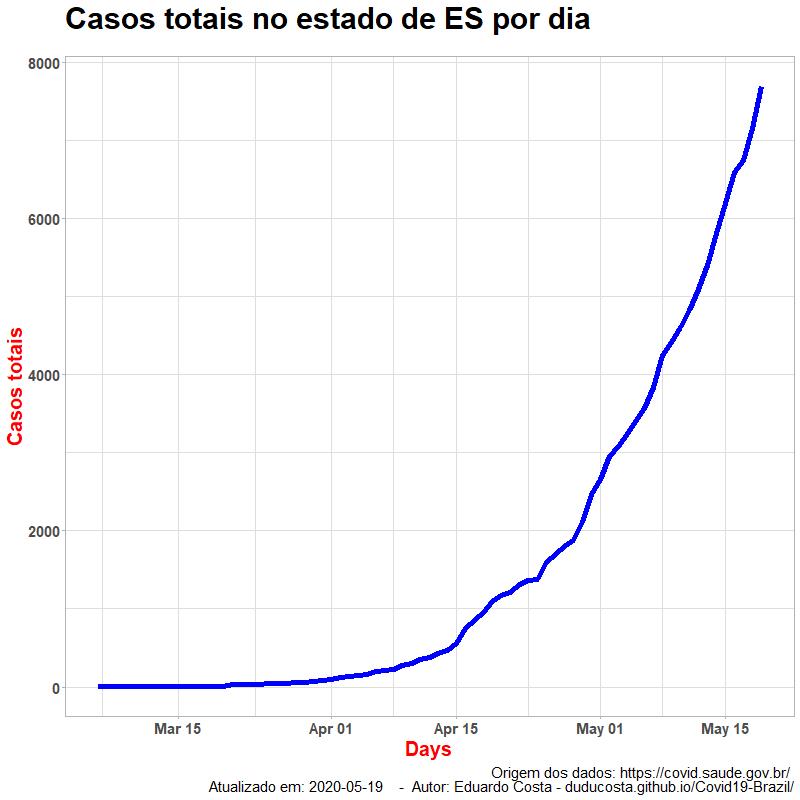 Casos totais no estado de ES por dia
8000
6000
4000
2000
0
Casos totais
Mar 15 Apr 01 Apr 15 May 01 May 15
Days
Origem dos dados: https://covid.saude.gov.br/
Atualizado em: 2020-05-19 - Autor: Eduardo Costa - duducosta.github.io/Covid19-Brazil/